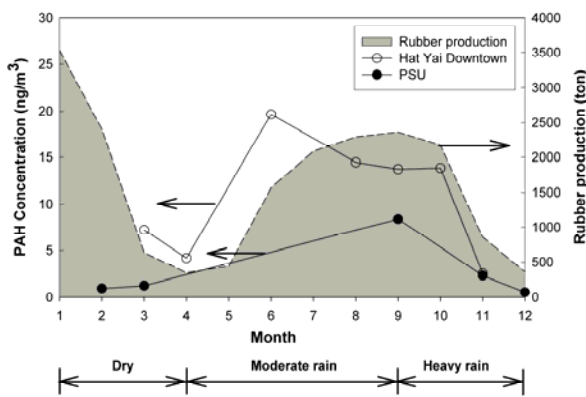 30
25
20
15
10
5
0
PAH Concentration (ng/m³)
4000
3500
3000
2500
2000
1500
1000
500
0
Rubber production (ton)
Rubber production
Hat Yai Downtown
PSU
1 2 3 4 5 6 7 8 9 10 11 12
Month
Dry Moderate rain Heavy rain